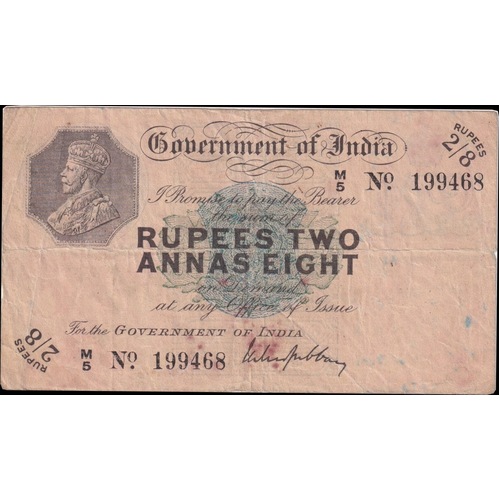 Government of India
RUPEES
2/8
M/5 No. 199468
I Promise to pay the Bearer
the sum of
RUPEES TWO
ANNAS EIGHT
on Demand
at any Office of Issue
For the GOVERNMENT OF INDIA
RUPEES
2/8
M/5 No. 199468